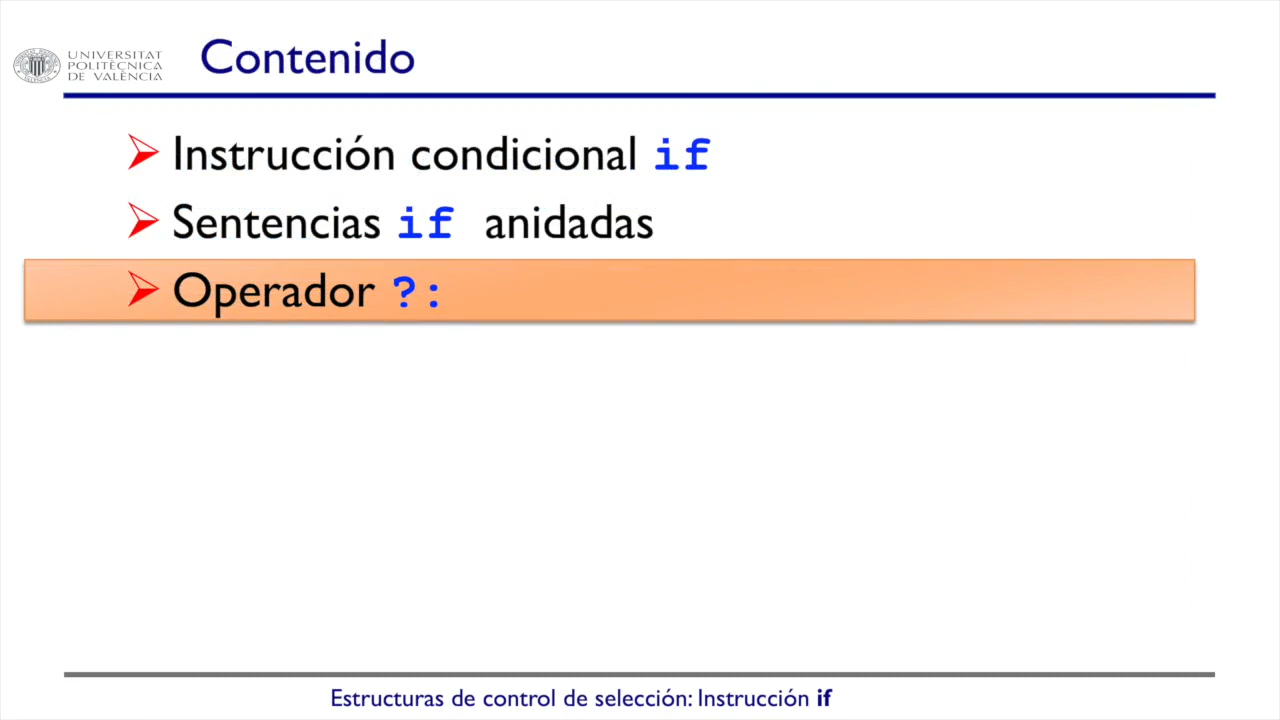 UNIVERSITAT
POLITÈCNICA
DE VALÈNCIA
Contenido
Instrucción condicional if
Sentencias if anidadas
Operador ?:
Estructuras de control de selección: Instrucción if